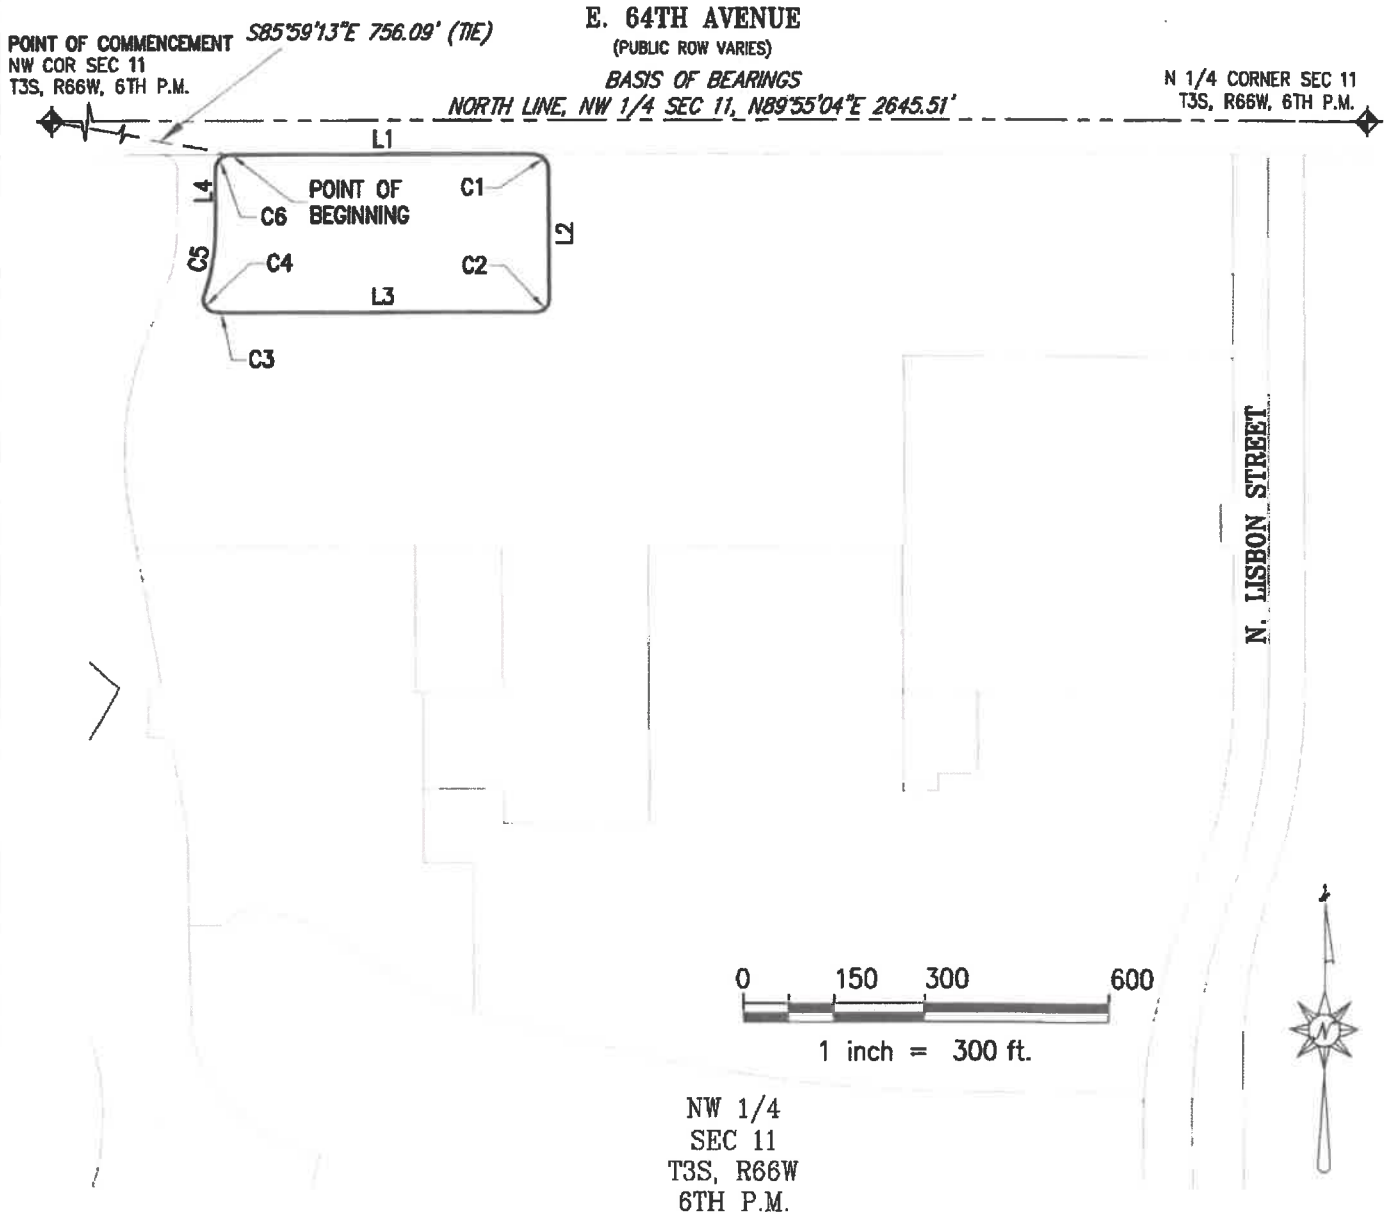 E. 64TH AVENUE
(PUBLIC ROW VARIES)
BASIS OF BEARINGS
NORTH LINE, NW 1/4 SEC 11, N89°55'04"E 2645.51'
S85°59'13"E 756.09' (TIE)
POINT OF COMMENCEMENT
NW COR SEC 11
T3S, R66W, 6TH P.M.
N 1/4 CORNER SEC 11
T3S, R66W, 6TH P.M.
L1
L4
POINT OF
BEGINNING
C1
C6
L2
C5
C4
C2
L3
C3
N. LISBON STREET
0 150 300 600
1 inch = 300 ft.
N
NW 1/4
SEC 11
T3S, R66W
6TH P.M.